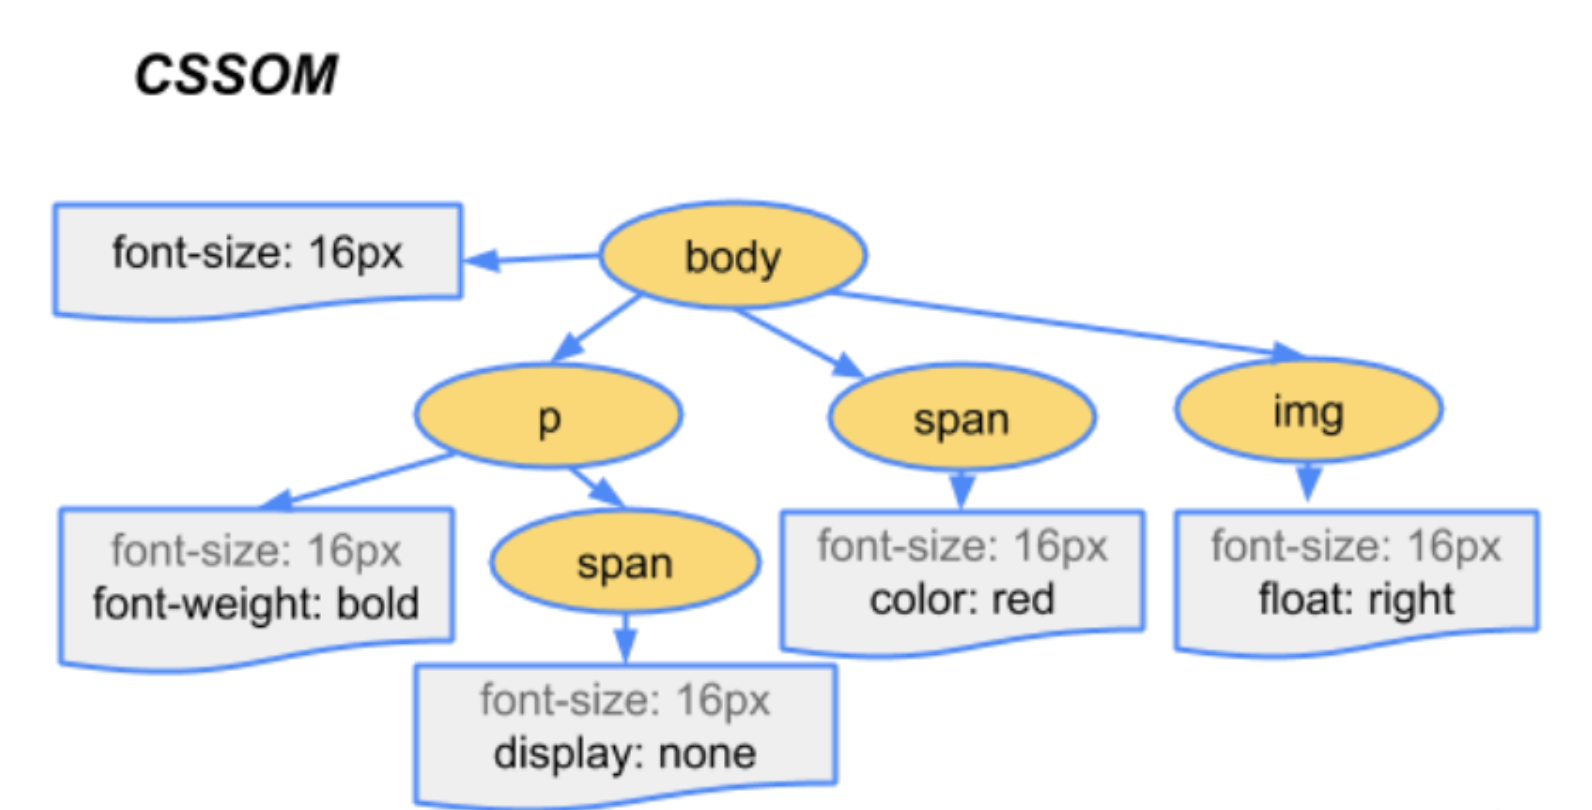 CSSOM
font-size: 16px
body
p
span
img
font-size: 16px
font-weight: bold
span
font-size: 16px
color: red
font-size: 16px
float: right
font-size: 16px
display: none